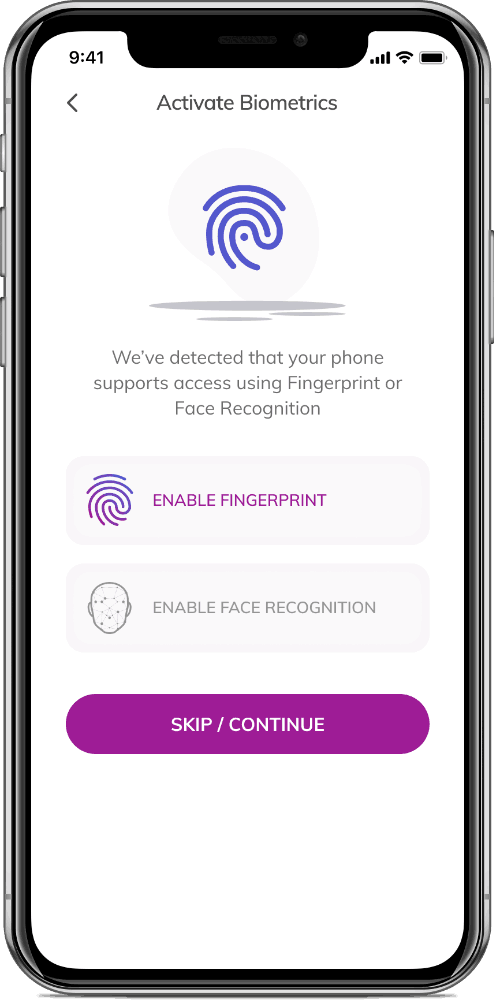 9:41
Activate Biometrics
We’ve detected that your phone
supports access using Fingerprint or
Face Recognition
ENABLE FINGERPRINT
ENABLE FACE RECOGNITION
SKIP / CONTINUE